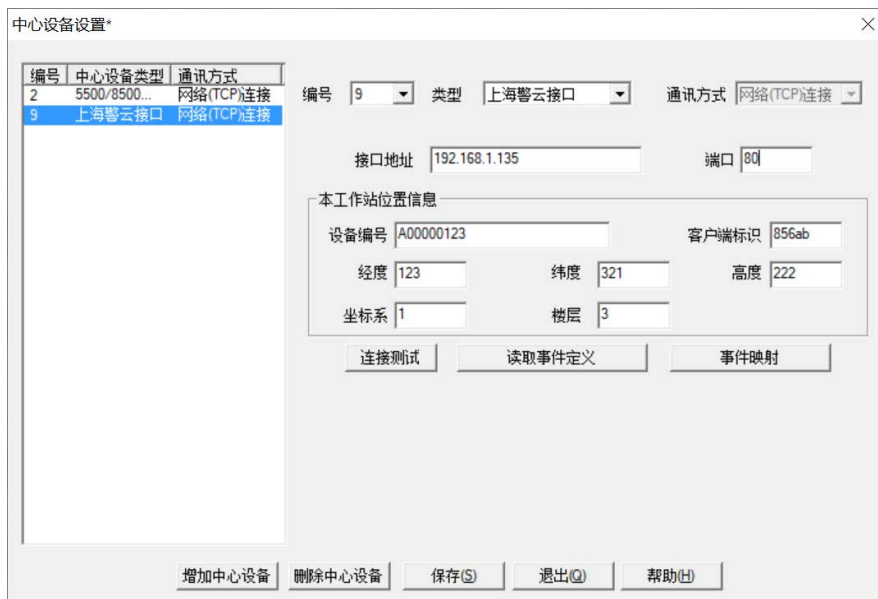 中心设备设置*
编号 中心设备类型 通讯方式
2 5500/8500... 网络(TCP)连接
9 上海警云接口 网络(TCP)连接
编号 9 类型 上海警云接口 通讯方式 网络(TCP)连接
接口地址 192.168.1.135 端口 80
本工作站位置信息
设备编号 A00000123 客户端标识 856ab
经度 123 纬度 321 高度 222
坐标系 1 楼层 3
连接测试 读取事件定义 事件映射
增加中心设备 删除中心设备 保存(S) 退出(Q) 帮助(H)